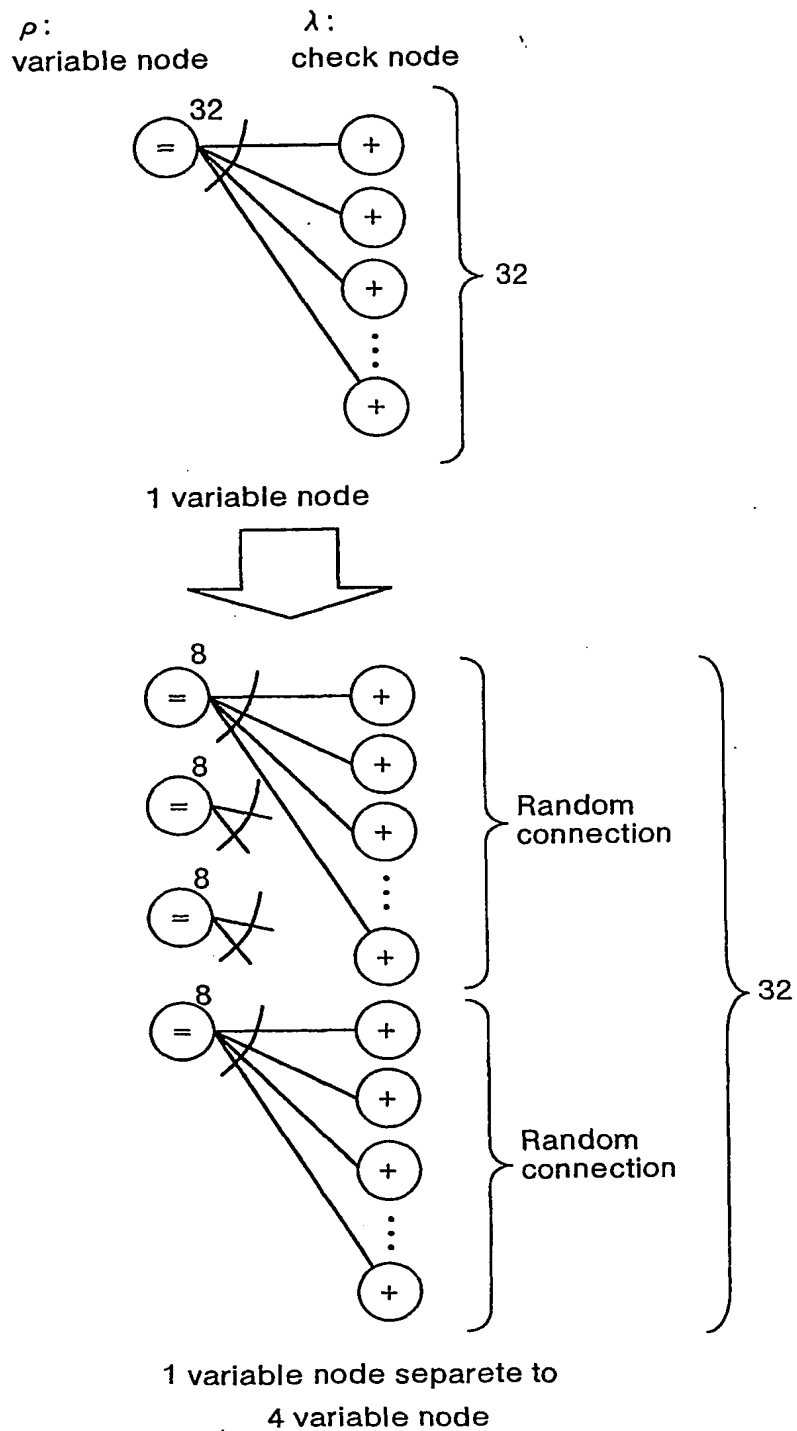 ρ: λ:
variable node check node
32
= +
+
+
32
+
1 variable node
8
= +
+
8
= +
Random
connection
8
=
+
8
32
= +
+
+
Random
connection
+
1 variable node separete to
4 variable node